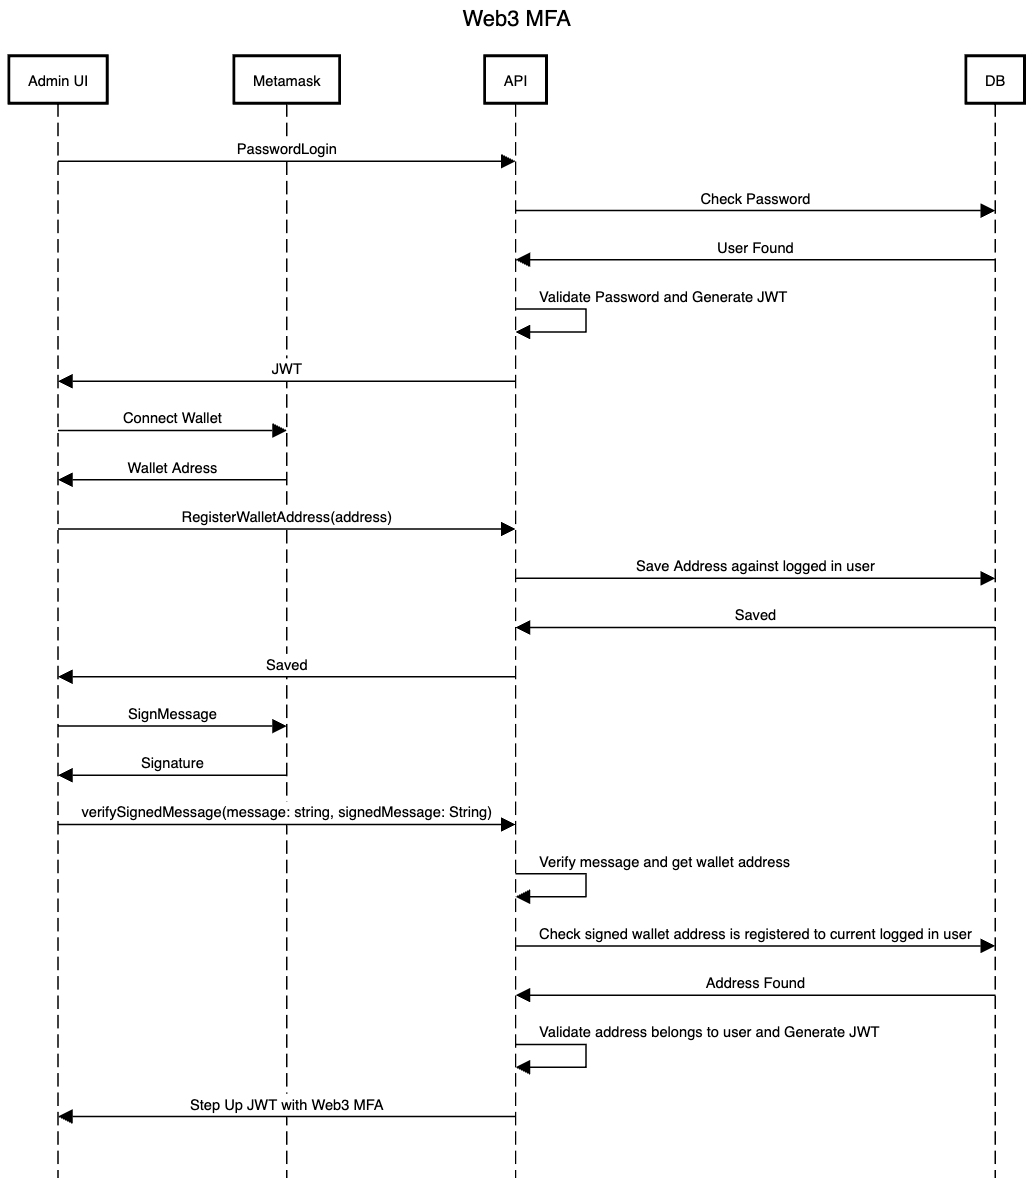 Web3 MFA
Admin UI
Metamask
API
DB
PasswordLogin
Check Password
User Found
Validate Password and Generate JWT
JWT
Connect Wallet
Wallet Adress
RegisterWalletAddress(address)
Save Address against logged in user
Saved
Saved
SignMessage
Signature
verifySignedMessage(message: string, signedMessage: String)
Verify message and get wallet address
Check signed wallet address is registered to current logged in user
Address Found
Validate address belongs to user and Generate JWT
Step Up JWT with Web3 MFA